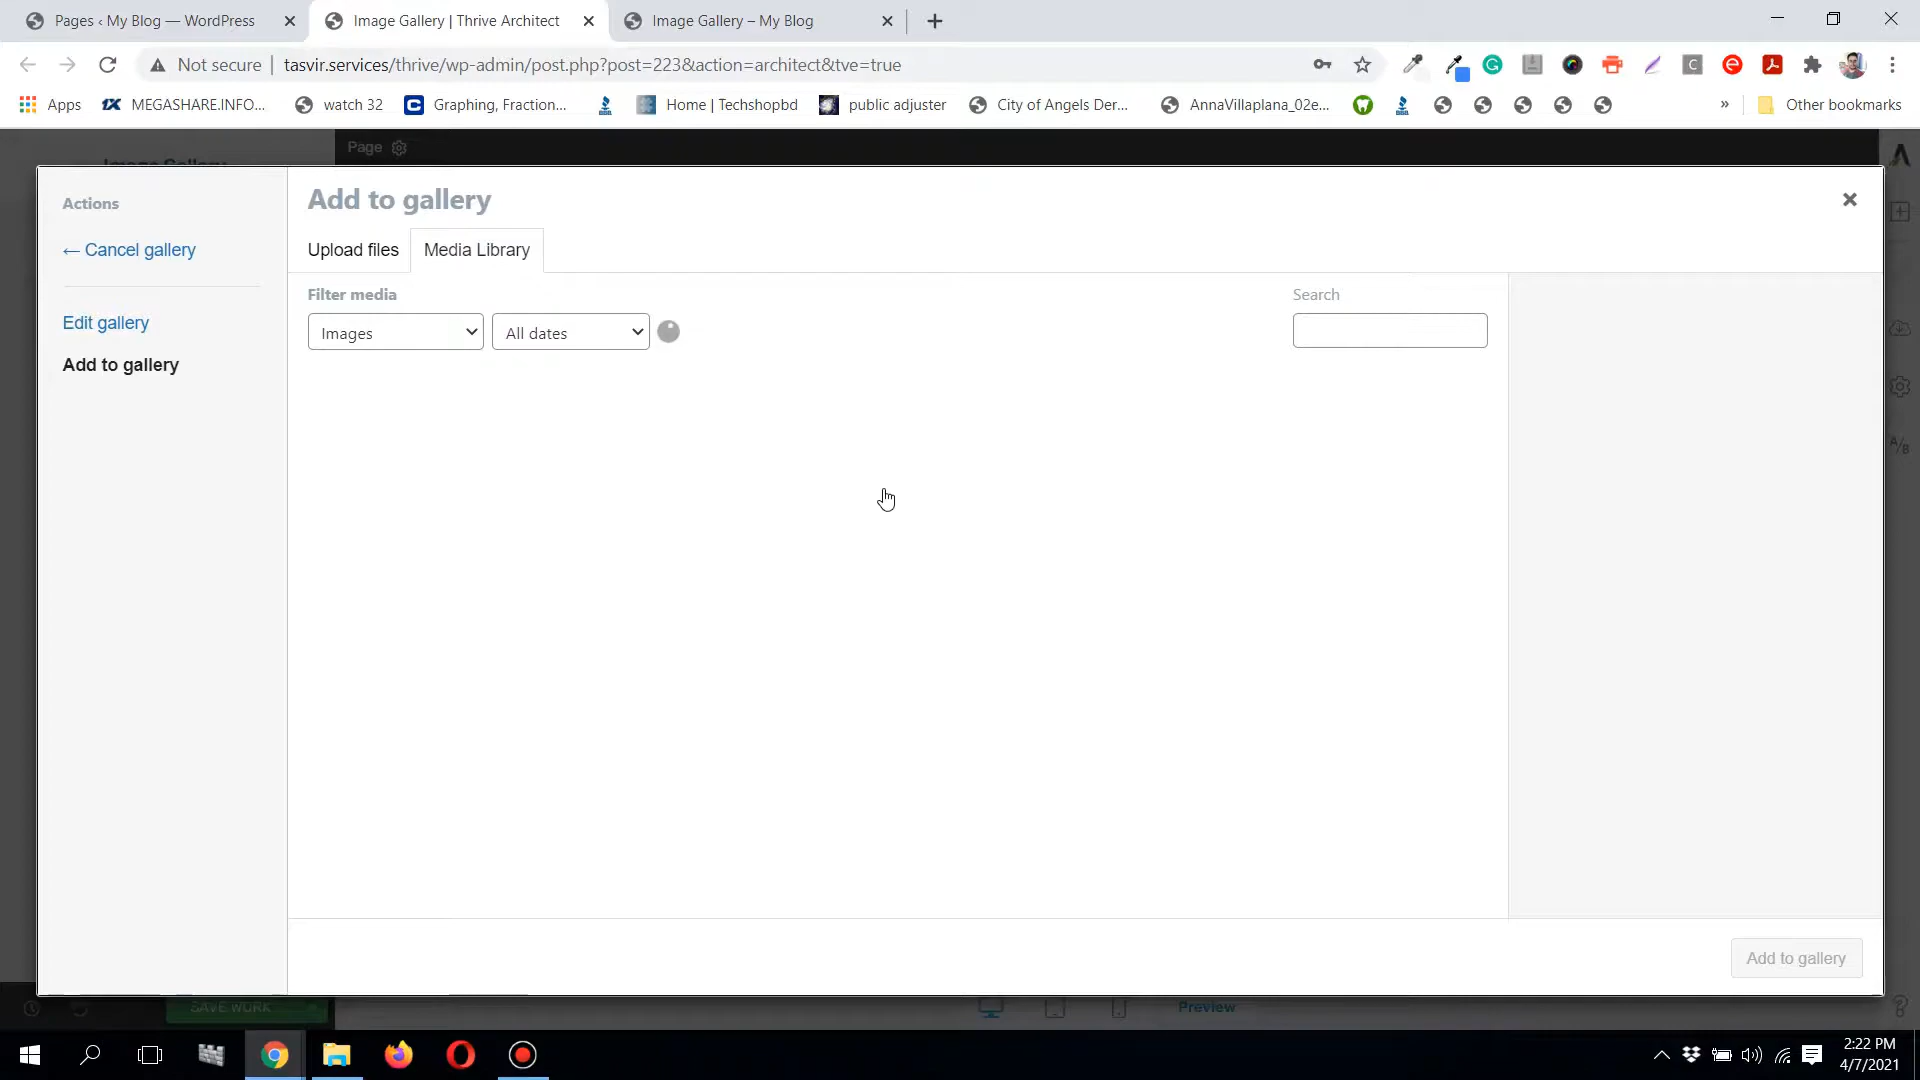 Pages ‹ My Blog — WordPress
Image Gallery | Thrive Architect
Image Gallery – My Blog
Not secure
tasvir.services/thrive/wp-admin/post.php?post=223&action=architect&tve=true
Apps
MEGASHARE.INFO...
watch 32
Graphing, Fraction...
Home | Techshopbd
public adjuster
City of Angels Der...
AnnaVillaplana_02e...
»
Other bookmarks
Image Gallery
Page
Actions
← Cancel gallery
Edit gallery
Add to gallery
Add to gallery
Upload files
Media Library
Filter media
Images
All dates
Search
A/B
Add to gallery
SAVE WORK
Preview
2:22 PM
4/7/2021